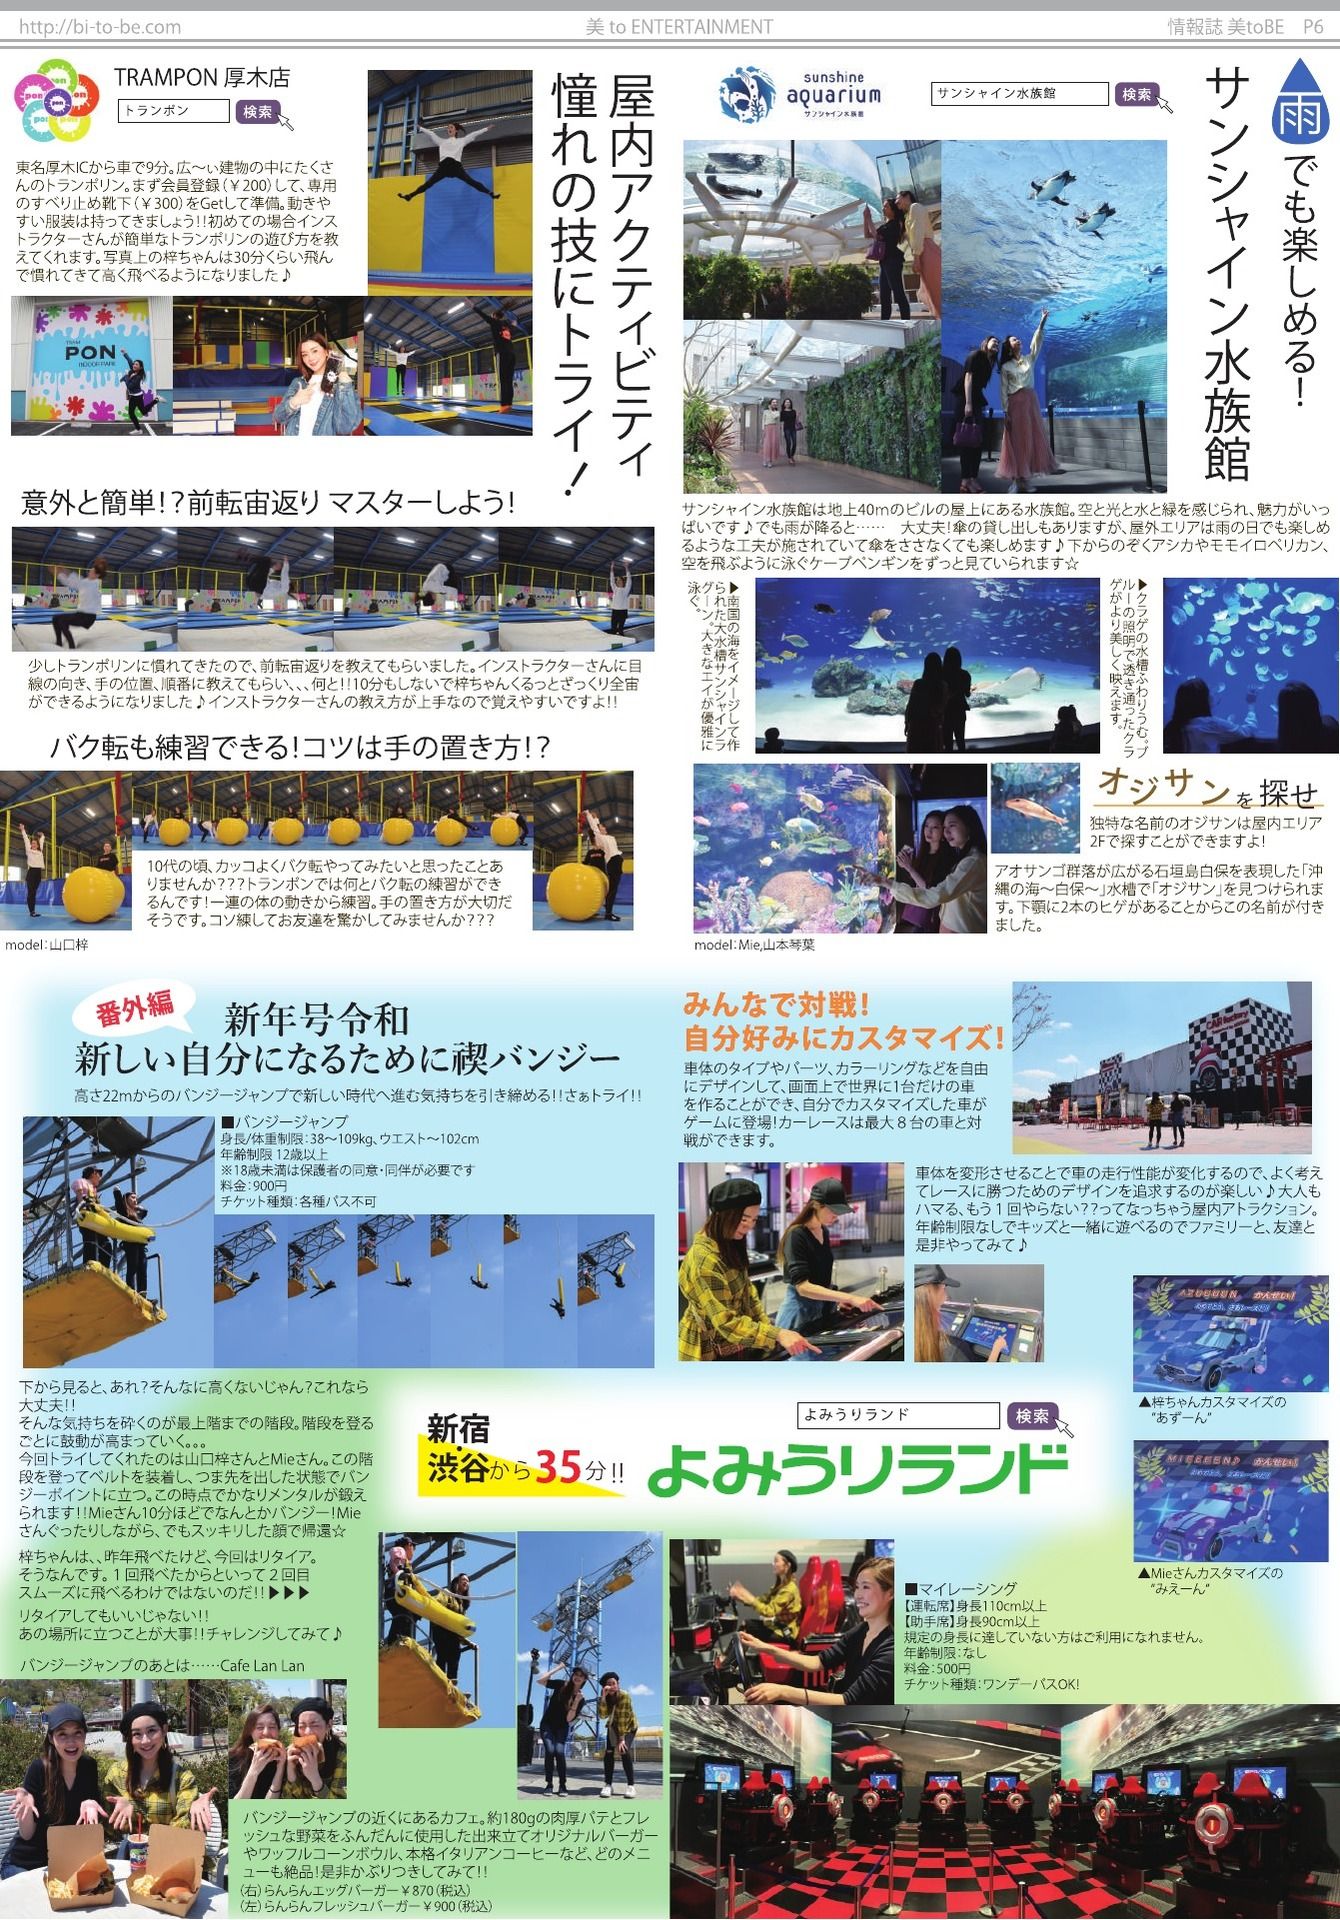 http://bi-to-be.com
美 to ENTERTAINMENT
情報誌 美toBE P6
TRAMPON 厚木店
トランポン
検索
東名厚木ICから車で9分。広〜い建物の中にたくさ
んのトランポリン。まず会員登録(￥200)して、専用
のすべり止め靴下(￥300)をGetして準備。動きや
すい服装は持ってきましょう!!初めての場合インス
トラクターさんが簡単なトランポリンの遊び方を教
えてくれます。写真上の梓ちゃんは30分くらい飛ん
で慣れてきて高く飛べるようになりました♪
屋内アクティビティ
憧れの技にトライ！
PON
INDOOR PARK
意外と簡単!?前転宙返り マスターしよう!
少しトランポリンに慣れてきたので、前転宙返りを教えてもらいました。インストラクターさんに目
線の向き、手の位置、順番に教えてもらい、、、何と!!10分もしないで梓ちゃんくるっとざっくり全宙
ができるようになりました♪インストラクターさんの教え方が上手なので覚えやすいですよ!!
バク転も練習できる!コツは手の置き方!?
10代の頃、カッコよくバク転やってみたいと思ったことあ
りませんか???トランポンでは何とバク転の練習ができ
るんです!一連の体の動きから練習。手の置き方が大切だ
そうです。コソ練してお友達を驚かしてみませんか???
model:山口梓
雨でも楽しめる！
サンシャイン水族館
sunshine
aquarium
サンシャイン水族館
サンシャイン水族館
検索
サンシャイン水族館は地上40mのビルの屋上にある水族館。空と光と水と緑を感じられ、魅力がいっ
ぱいです♪でも雨が降ると…… 大丈夫!傘の貸し出しもありますが、屋外エリアは雨の日でも楽しめ
るような工夫が施されていて傘をささなくても楽しめます♪下からのぞくアシカやモモイロペリカン、
空を飛ぶように泳ぐケープペンギンをずっと見ていられます☆
▶南国の海をイメージして作
られた大水槽サンシャインラ
グーン。大きなエイが優雅に
泳ぐ。
▶クラゲの水槽ふわりうむ。ブ
ルーの照明で透き通ったクラ
ゲがより美しく映えます。
オジサンを探せ
独特な名前のオジサンは屋内エリア
2Fで探すことができますよ!
アオサンゴ群落が広がる石垣島白保を表現した「沖
縄の海〜白保〜」水槽で「オジサン」を見つけられま
す。下顎に2本のヒゲがあることからこの名前が付き
ました。
model:Mie,山本琴葉
番外編
新年号令和
新しい自分になるために禊バンジー
高さ22mからのバンジージャンプで新しい時代へ進む気持ちを引き締める!!さぁトライ!!
■バンジージャンプ
身長/体重制限:38〜109kg、ウエスト〜102cm
年齢制限 12歳以上
※18歳未満は保護者の同意・同伴が必要です
料金:900円
チケット種類:各種パス不可
下から見ると、あれ?そんなに高くないじゃん?これなら
大丈夫!!
そんな気持ちを砕くのが最上階までの階段。階段を登る
ごとに鼓動が高まっていく。。。
今回トライしてくれたのは山口梓さんとMieさん。この階
段を登ってベルトを装着し、つま先を出した状態でバン
ジーポイントに立つ。この時点でかなりメンタルが鍛え
られます!!Mieさん10分ほどでなんとかバンジー!Mie
さんぐったりしながら、でもスッキリした顔で帰還☆
梓ちゃんは、、昨年飛べたけど、今回はリタイア。
そうなんです。１回飛べたからといって２回目
スムーズに飛べるわけではないのだ!!▶▶▶
リタイアしてもいいじゃない!!
あの場所に立つことが大事!!チャレンジしてみて♪
バンジージャンプのあとは……Cafe Lan Lan
バンジージャンプの近くにあるカフェ。約180gの肉厚パテとフレ
ッシュな野菜をふんだんに使用した出来立てオリジナルバーガー
やワッフルコーンボウル、本格イタリアンコーヒーなど、どのメニ
ューも絶品!是非かぶりつきしてみて!!
(右)らんらんエッグバーガー￥870(税込)
(左)らんらんフレッシュバーガー￥900(税込)
みんなで対戦!
自分好みにカスタマイズ!
車体のタイプやパーツ、カラーリングなどを自由
にデザインして、画面上で世界に1台だけの車
を作ることができ、自分でカスタマイズした車が
ゲームに登場!カーレースは最大８台の車と対
戦ができます。
CAR factory
車体を変形させることで車の走行性能が変化するので、よく考え
てレースに勝つためのデザインを追求するのが楽しい♪大人も
ハマる、もう１回やらない??ってなっちゃう屋内アトラクション。
年齢制限なしでキッズと一緒に遊べるのでファミリーと、友達と
是非やってみて♪
かんせい!
▲梓ちゃんカスタマイズの
"あずーん"
かんせい!
▲Mieさんカスタマイズの
"みえーん"
新宿
・
渋谷から35分!!
よみうりランド
検索
よみうりランド
■マイレーシング
【運転席】身長110cm以上
【助手席】身長90cm以上
規定の身長に達していない方はご利用になれません。
年齢制限:なし
料金:500円
チケット種類:ワンデーパスOK!